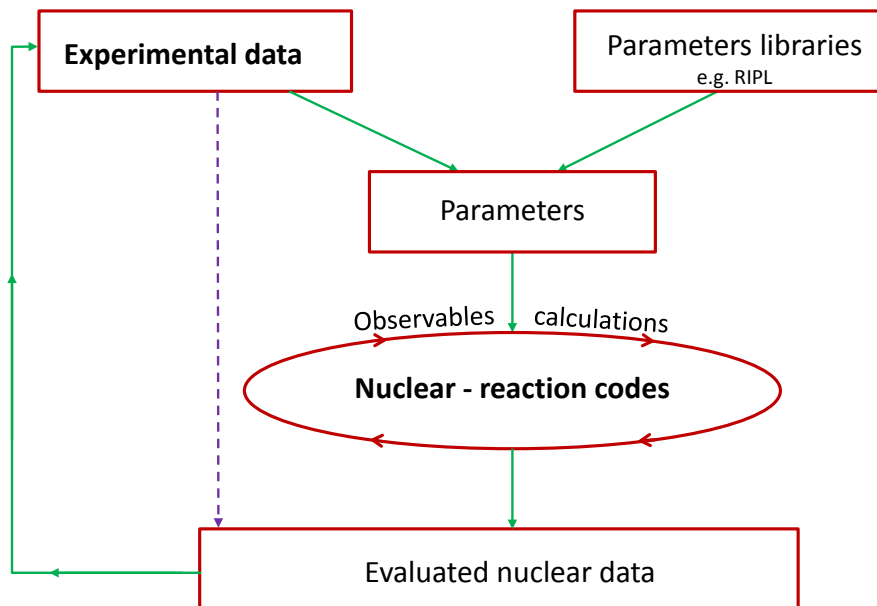 Experimental data
Parameters libraries
e.g. RIPL
Parameters
Observables calculations
Nuclear - reaction codes
Evaluated nuclear data